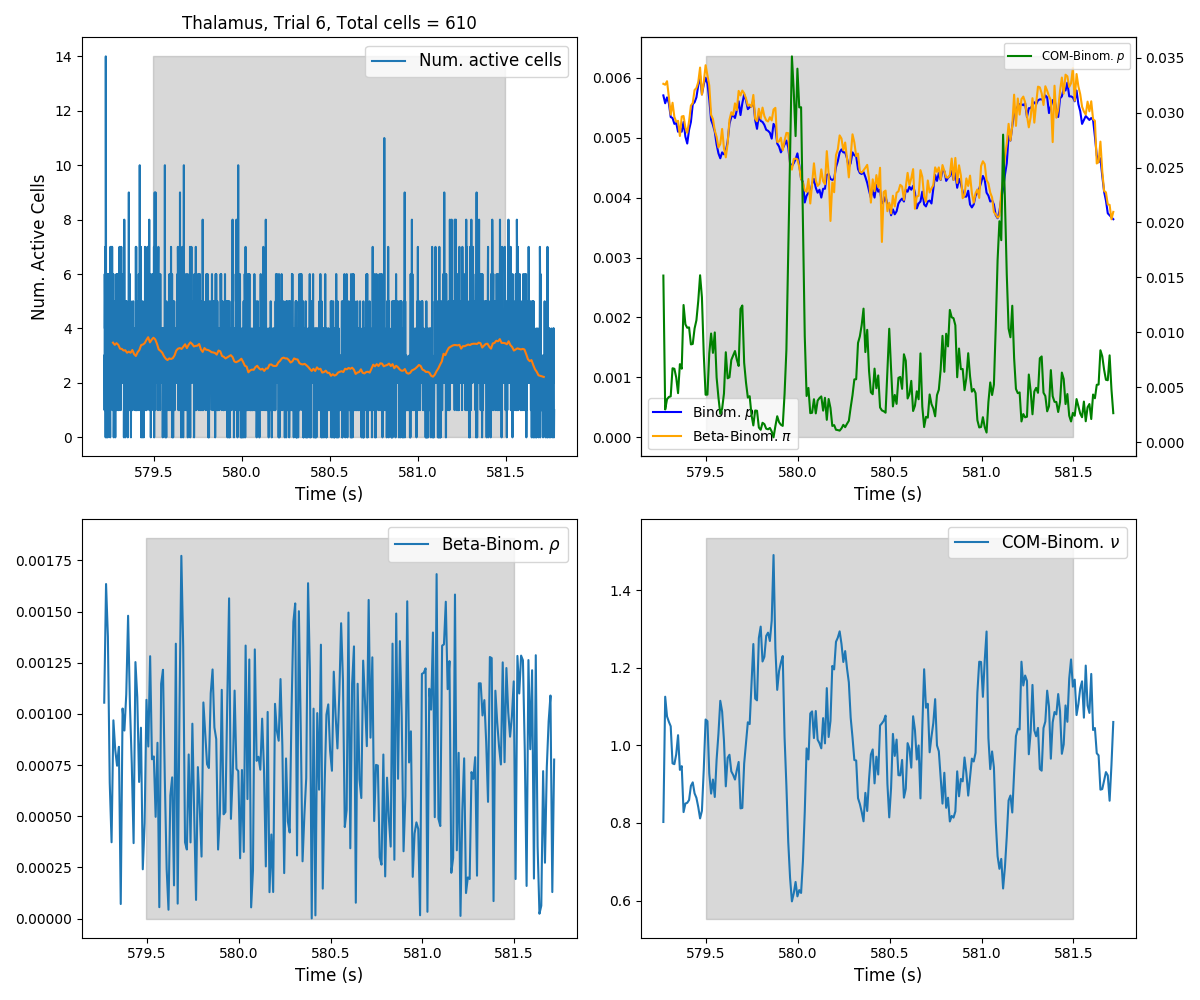 Thalamus, Trial 6, Total cells = 610
Num. active cells
14
12
10
8
6
4
2
0
Num. Active Cells
579.5 580.0 580.5 581.0 581.5
Time (s)
COM-Binom. p
0.006
0.005
0.004
0.003
0.002
0.001
0.000
0.035
0.030
0.025
0.020
0.015
0.010
0.005
0.000
Binom. p
Beta-Binom. π
579.5 580.0 580.5 581.0 581.5
Time (s)
Beta-Binom. ρ
0.00175
0.00150
0.00125
0.00100
0.00075
0.00050
0.00025
0.00000
579.5 580.0 580.5 581.0 581.5
Time (s)
COM-Binom. ν
1.4
1.2
1.0
0.8
0.6
579.5 580.0 580.5 581.0 581.5
Time (s)